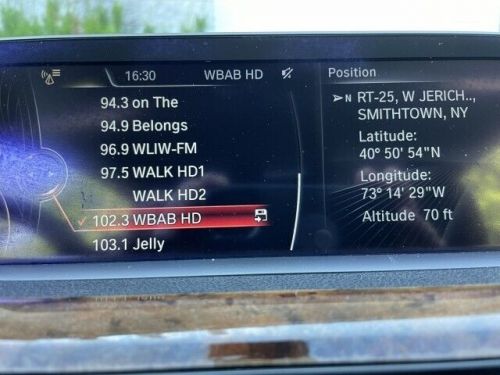 16:30
WBAB HD
94.3 on The
94.9 Belongs
96.9 WLIW-FM
97.5 WALK HD1
WALK HD2
102.3 WBAB HD
103.1 Jelly
Position
N RT-25, W JERICH..,
SMITHTOWN, NY
Latitude:
40° 50' 54"N
Longitude:
73° 14' 29"W
Altitude 70 ft